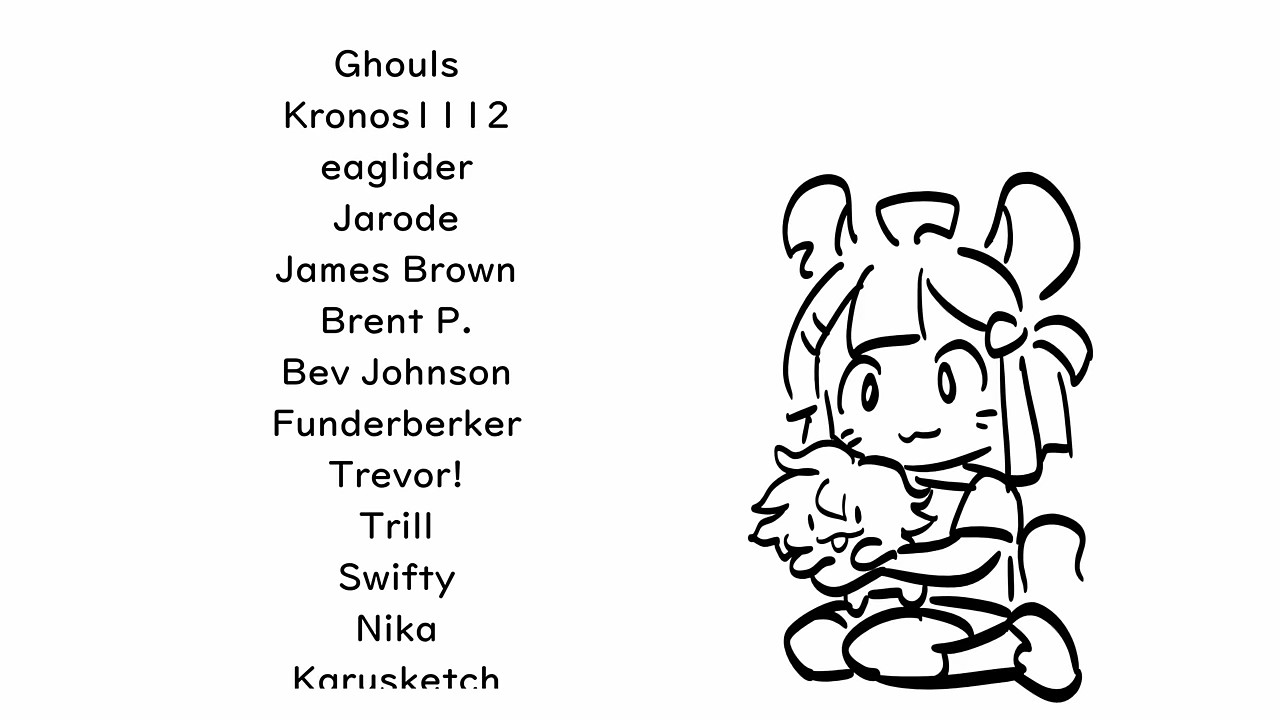 Ghouls
Kronos1112
eaglider
Jarode
James Brown
Brent P.
Bev Johnson
Funderberker
Trevor!
Trill
Swifty
Nika
Karusketch